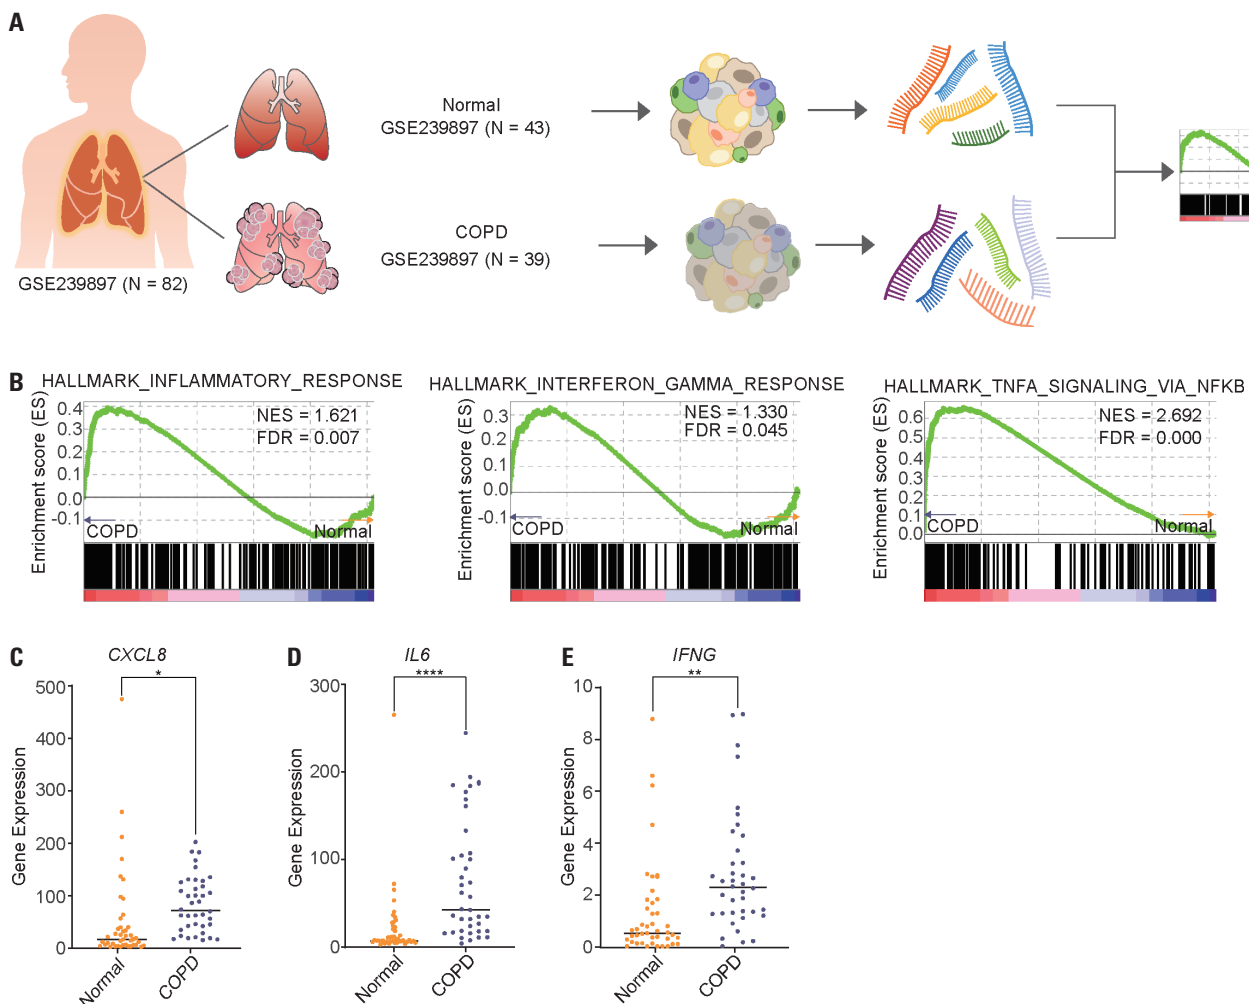 A
Normal
GSE239897 (N = 43)
COPD
GSE239897 (N = 39)
GSE239897 (N = 82)
B
HALLMARK_INFLAMMATORY_RESPONSE
Enrichment score (ES)
0.4
0.3
0.2
0.1
0.0
-0.1
NES = 1.621
FDR = 0.007
COPD
Normal
HALLMARK_INTERFERON_GAMMA_RESPONSE
Enrichment score (ES)
0.3
0.2
0.1
0.0
-0.1
NES = 1.330
FDR = 0.045
COPD
Normal
HALLMARK_TNFA_SIGNALING_VIA_NFKB
Enrichment score (ES)
0.6
0.5
0.4
0.3
0.2
0.1
0.0
NES = 2.692
FDR = 0.000
COPD
Normal
C
CXCL8
*
Gene Expression
500
400
300
200
100
0
Normal
COPD
D
IL6
****
Gene Expression
300
200
100
0
Normal
COPD
E
IFNG
**
Gene Expression
10
8
6
4
2
0
Normal
COPD